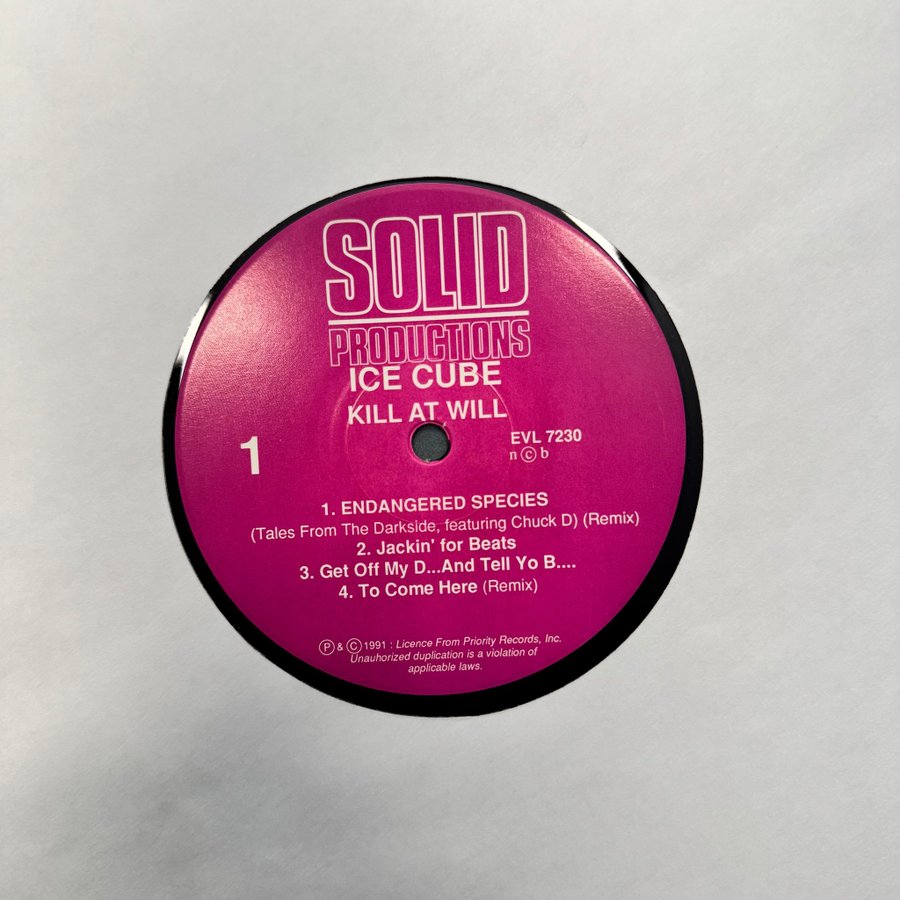 SOLID
PRODUCTIONS
ICE CUBE
KILL AT WILL
1
EVL 7230
n©b
1. ENDANGERED SPECIES
(Tales From The Darkside, featuring Chuck D) (Remix)
2. Jackin' for Beats
3. Get Off My D...And Tell Yo B....
4. To Come Here (Remix)
Ⓟ & Ⓒ 1991 : Licence From Priority Records, Inc.
Unauhorized duplication is a violation of
applicable laws.